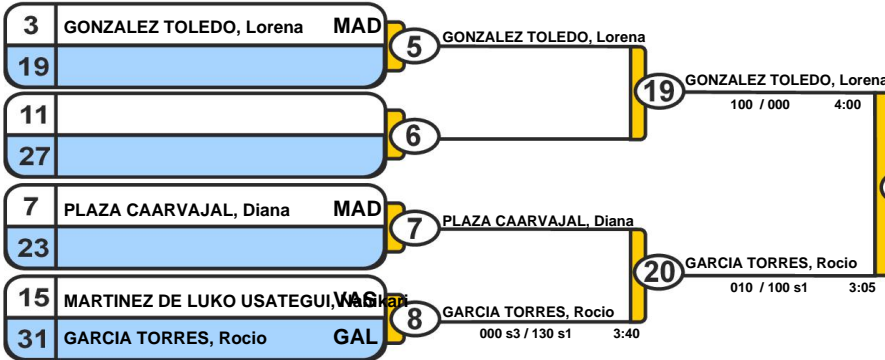 3 GONZALEZ TOLEDO, Lorena MAD
19
5
GONZALEZ TOLEDO, Lorena
11
27
6
19
GONZALEZ TOLEDO, Lorena
100 / 000 4:00
7 PLAZA CAARVAJAL, Diana MAD
23
7
PLAZA CAARVAJAL, Diana
15 MARTINEZ DE LUKO USATEGUI, VAS
31 GARCIA TORRES, Rocio GAL
8
GARCIA TORRES, Rocio
000 s3 / 130 s1 3:40
20
GARCIA TORRES, Rocio
010 / 100 s1 3:05